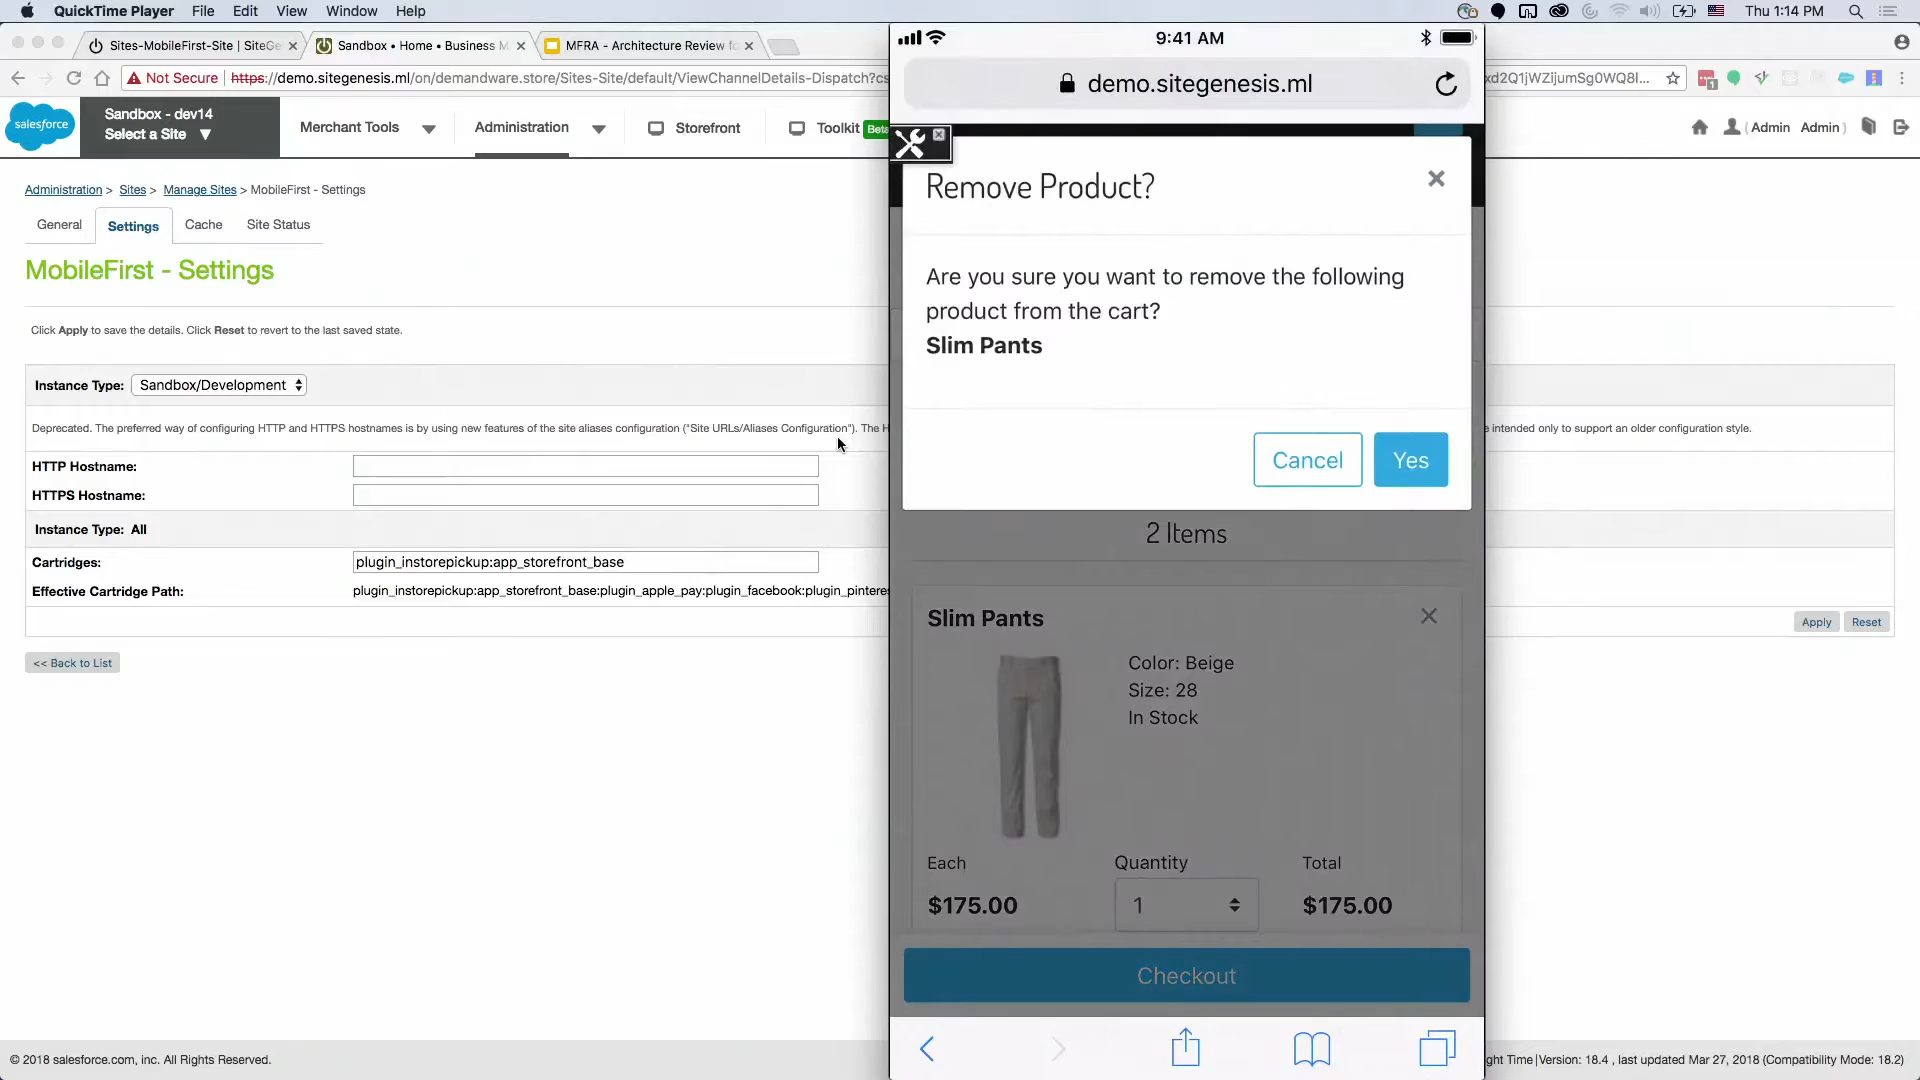 QuickTime Player File Edit View Window Help
Thu 1:14 PM
Sites-MobileFirst-Site | SiteGe
Sandbox • Home • Business M
MFRA - Architecture Review for
Not Secure https://demo.sitegenesis.ml/on/demandware.store/Sites-Site/default/ViewChannelDetails-Dispatch?cs
xd2Q1jWZijumSg0WQ8I...
salesforce
Sandbox - dev14
Select a Site
Merchant Tools
Administration
Storefront
Toolkit
Beta
( Admin Admin )
Administration > Sites > Manage Sites > MobileFirst - Settings
General
Settings
Cache
Site Status
MobileFirst - Settings
Click Apply to save the details. Click Reset to revert to the last saved state.
Instance Type: Sandbox/Development
Deprecated. The preferred way of configuring HTTP and HTTPS hostnames is by using new features of the site aliases configuration ("Site URLs/Aliases Configuration"). The H
e intended only to support an older configuration style.
HTTP Hostname:
HTTPS Hostname:
Instance Type: All
Cartridges: plugin_instorepickup:app_storefront_base
Effective Cartridge Path: plugin_instorepickup:app_storefront_base:plugin_apple_pay:plugin_facebook:plugin_pinteres
Apply
Reset
<< Back to List
© 2018 salesforce.com, inc. All Rights Reserved.
ght Time | Version: 18.4 , last updated Mar 27, 2018 (Compatibility Mode: 18.2)
9:41 AM
demo.sitegenesis.ml
Remove Product?
Are you sure you want to remove the following
product from the cart?
Slim Pants
Cancel
Yes
2 Items
Slim Pants
Color: Beige
Size: 28
In Stock
Each Quantity Total
$175.00 1 $175.00
Checkout